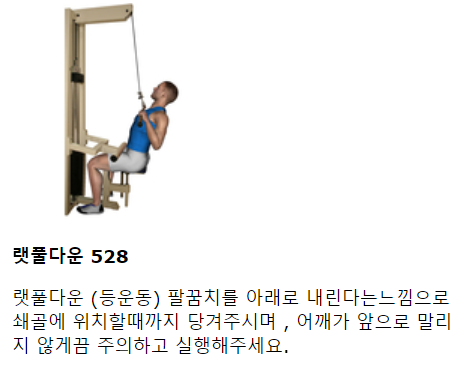 랫풀다운 528
랫풀다운 (등운동) 팔꿈치를 아래로 내린다는느낌으로
쇄골에 위치할때까지 당겨주시며 , 어깨가 앞으로 말리
지 않게끔 주의하고 실행해주세요.